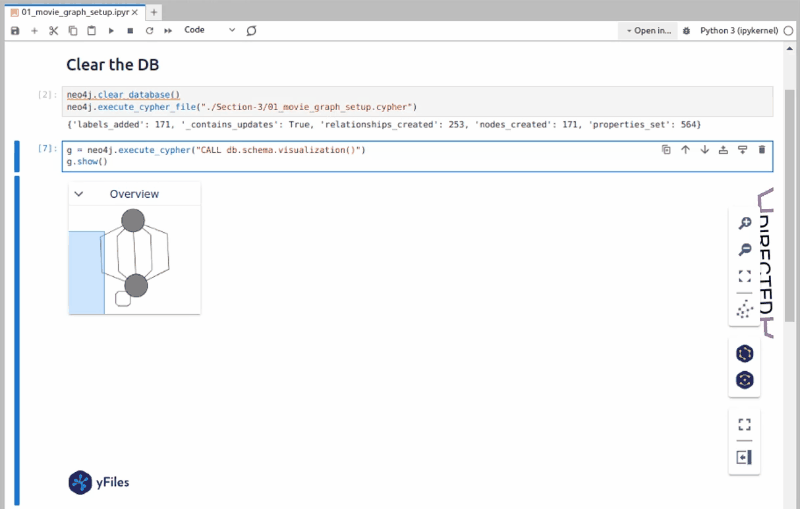 01_movie_graph_setup.ipyr
Code
Open in...
Python 3 (ipykernel)
Clear the DB
[2]:
neo4j.clear_database()
neo4j.execute_cypher_file("./Section-3/01_movie_graph_setup.cypher")
{'labels_added': 171, '_contains_updates': True, 'relationships_created': 253, 'nodes_created': 171, 'properties_set': 564}
[7]:
g = neo4j.execute_cypher("CALL db.schema.visualization()")
g.show()
Overview
DIRECTED
yFiles